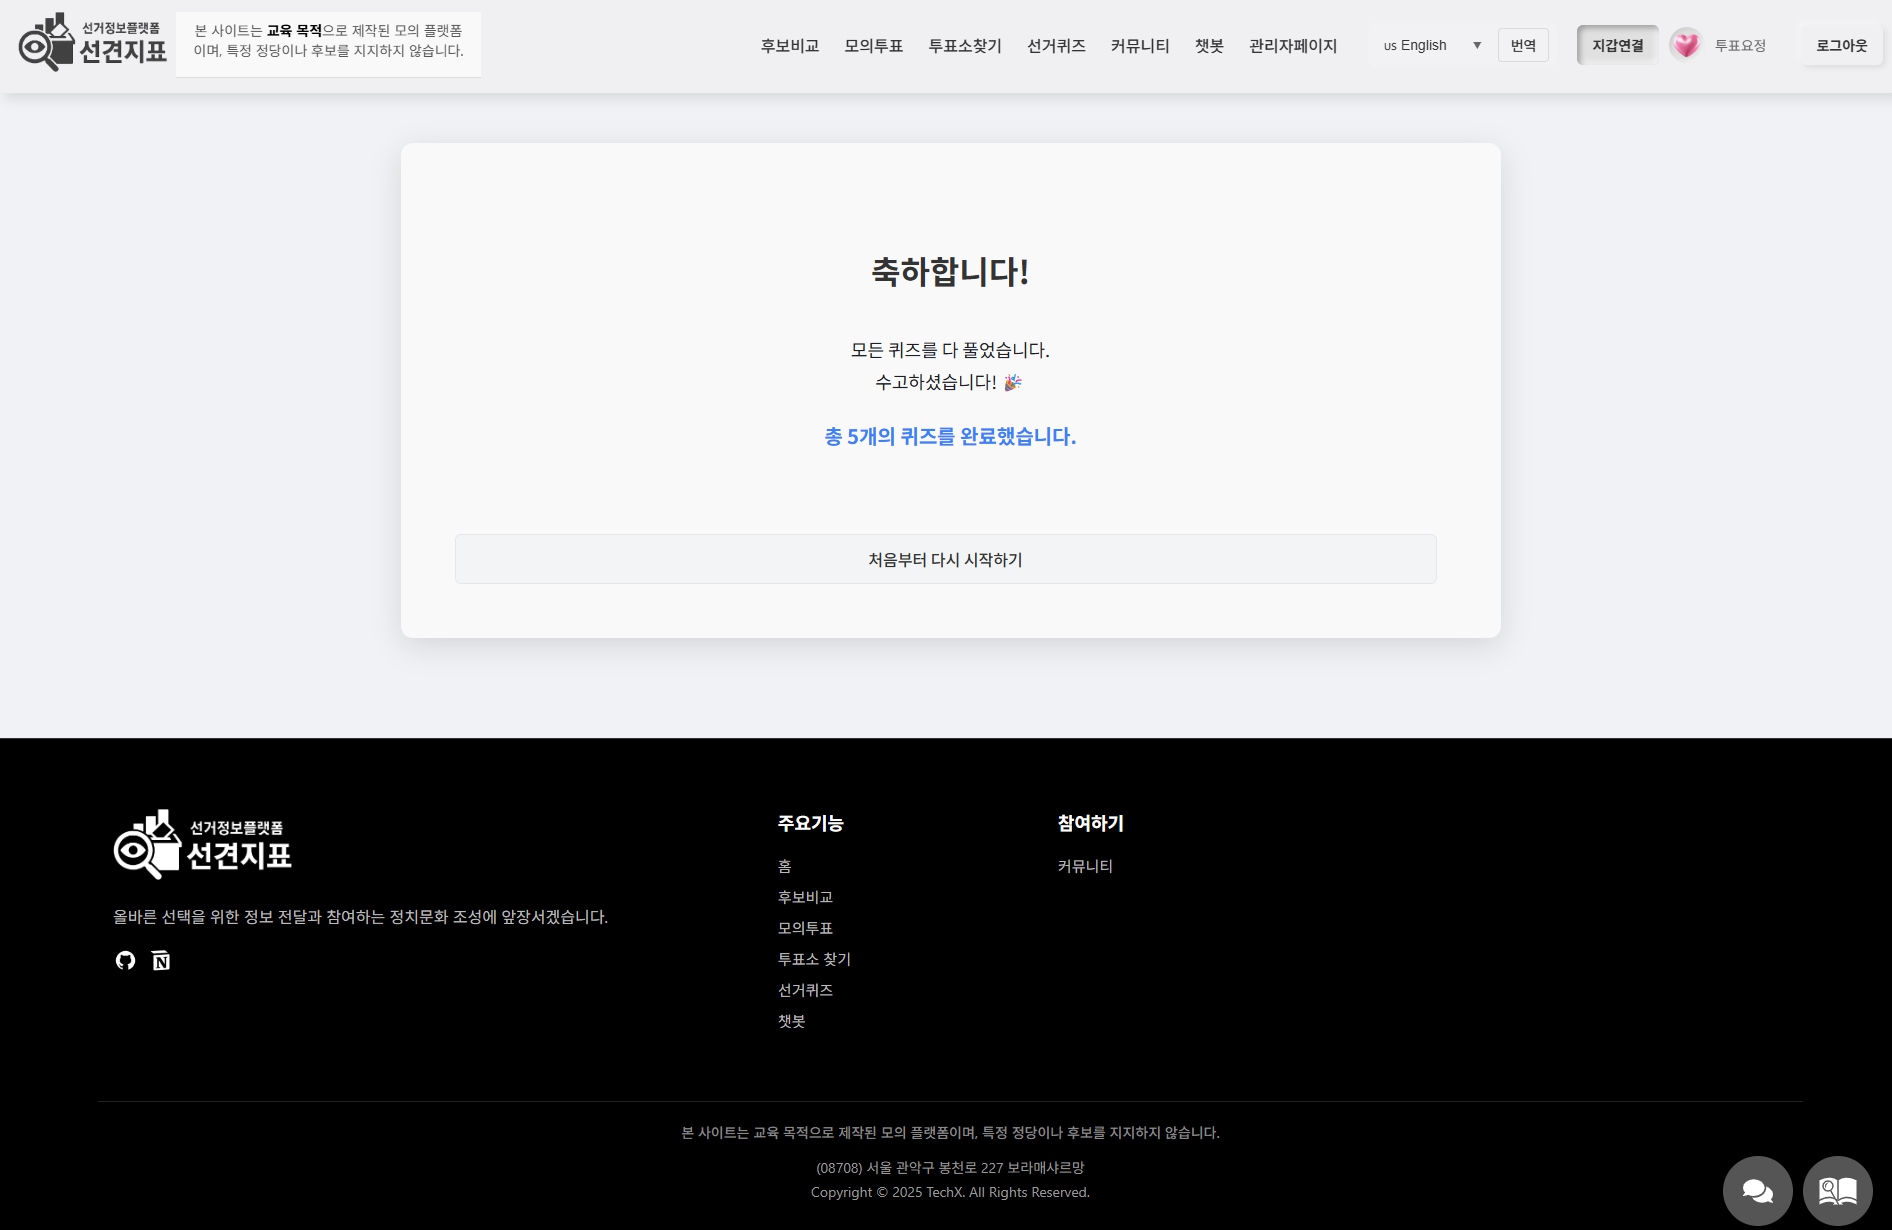 선거정보플랫폼
선견지표
본 사이트는 교육 목적으로 제작된 모의 플랫폼
이며, 특정 정당이나 후보를 지지하지 않습니다.
후보비교 모의투표 투표소찾기 선거퀴즈 커뮤니티 챗봇 관리자페이지 us English 번역 지갑연결 투표요정 로그아웃
축하합니다!
모든 퀴즈를 다 풀었습니다.
수고하셨습니다! 🎉
총 5개의 퀴즈를 완료했습니다.
처음부터 다시 시작하기
선거정보플랫폼
선견지표
올바른 선택을 위한 정보 전달과 참여하는 정치문화 조성에 앞장서겠습니다.
N
주요기능
홈
후보비교
모의투표
투표소 찾기
선거퀴즈
챗봇
참여하기
커뮤니티
본 사이트는 교육 목적으로 제작된 모의 플랫폼이며, 특정 정당이나 후보를 지지하지 않습니다.
(08708) 서울 관악구 봉천로 227 보라매샤르망
Copyright © 2025 TechX. All Rights Reserved.